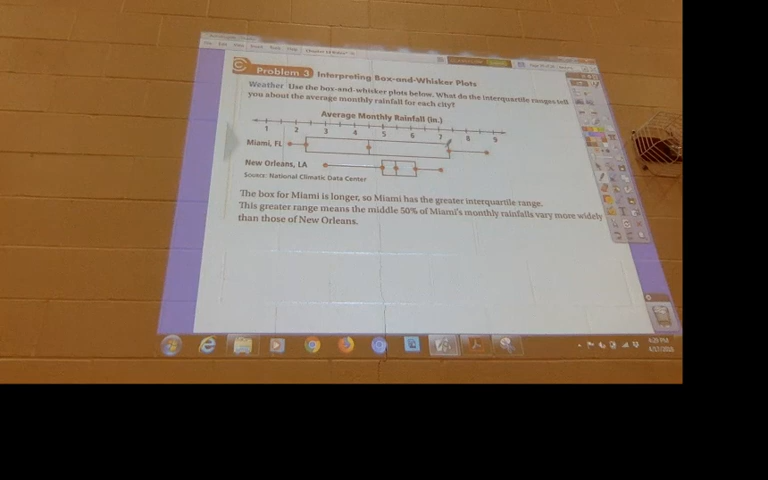 Problem 3 Interpreting Box-and-Whisker Plots
Weather Use the box-and-whisker plots below. What do the interquartile ranges tell
you about the average monthly rainfall for each city?
Average Monthly Rainfall (in.)
1 2 3 4 5 6 7 8 9
Miami, FL
New Orleans, LA
Source: National Climatic Data Center
The box for Miami is longer, so Miami has the greater interquartile range.
This greater range means the middle 50% of Miami's monthly rainfalls vary more widely
than those of New Orleans.